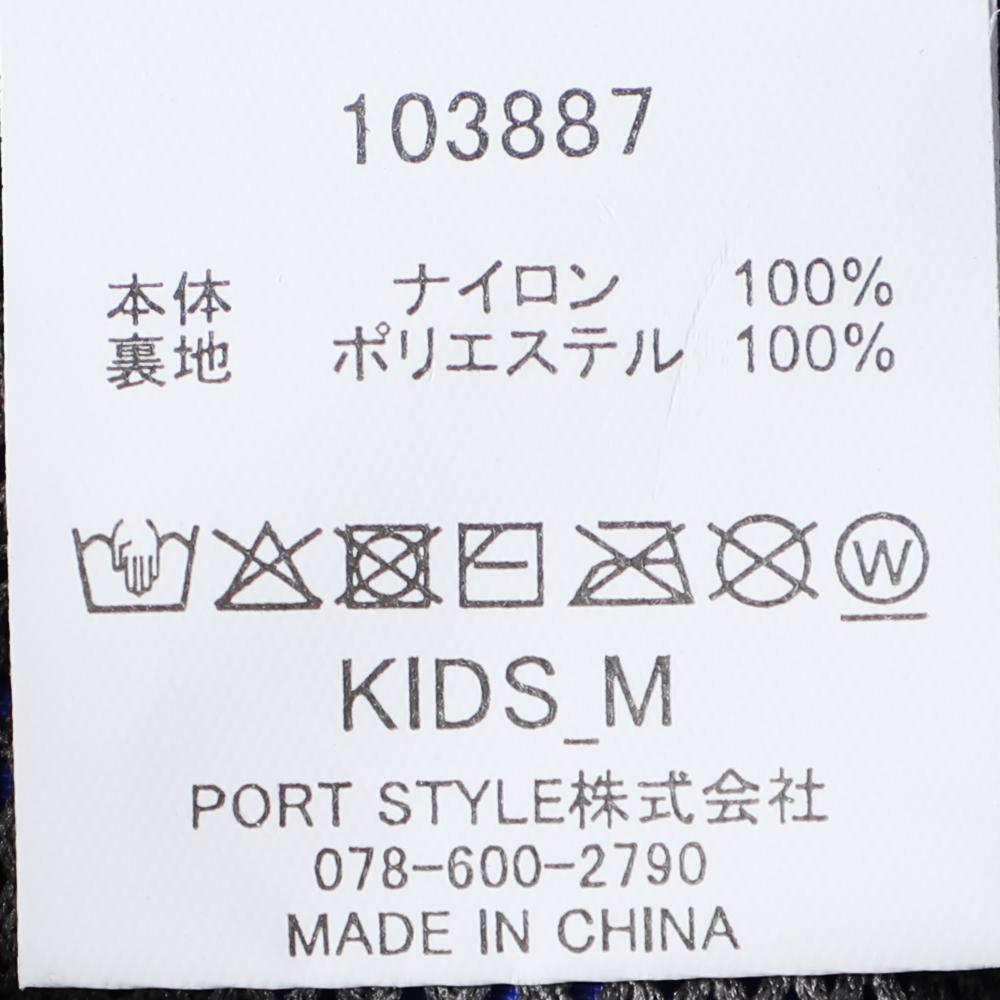 103887
本体 ナイロン 100%
裏地 ポリエステル 100%
W
KIDS_M
PORT STYLE株式会社
078-600-2790
MADE IN CHINA